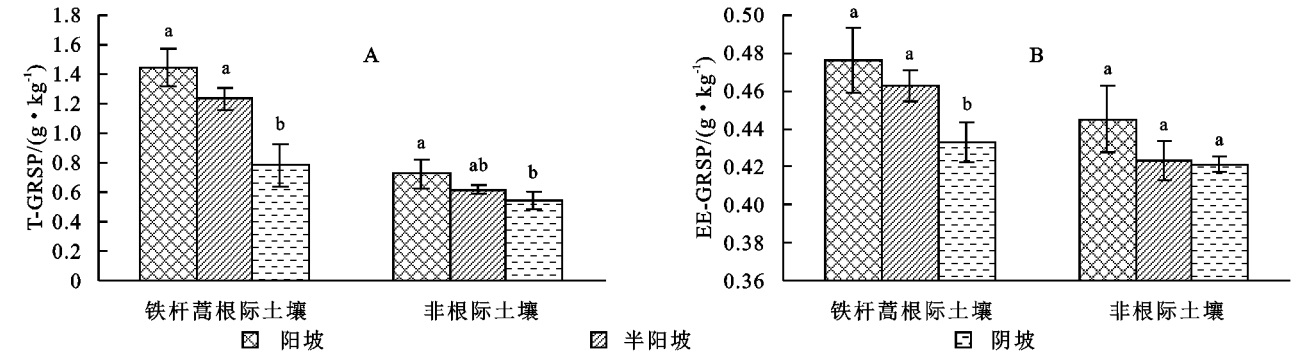 1.8
1.6
1.4
1.2
1.0
0.8
0.6
0.4
0.2
0
T-GRSP/(g·kg⁻¹)
A
a
a
b
a
ab
b
铁杆蒿根际土壤
非根际土壤
0.50
0.48
0.46
0.44
0.42
0.40
0.38
0.36
EE-GRSP/(g·kg⁻¹)
B
a
a
b
a
a
a
铁杆蒿根际土壤
非根际土壤
阳坡
半阳坡
阴坡